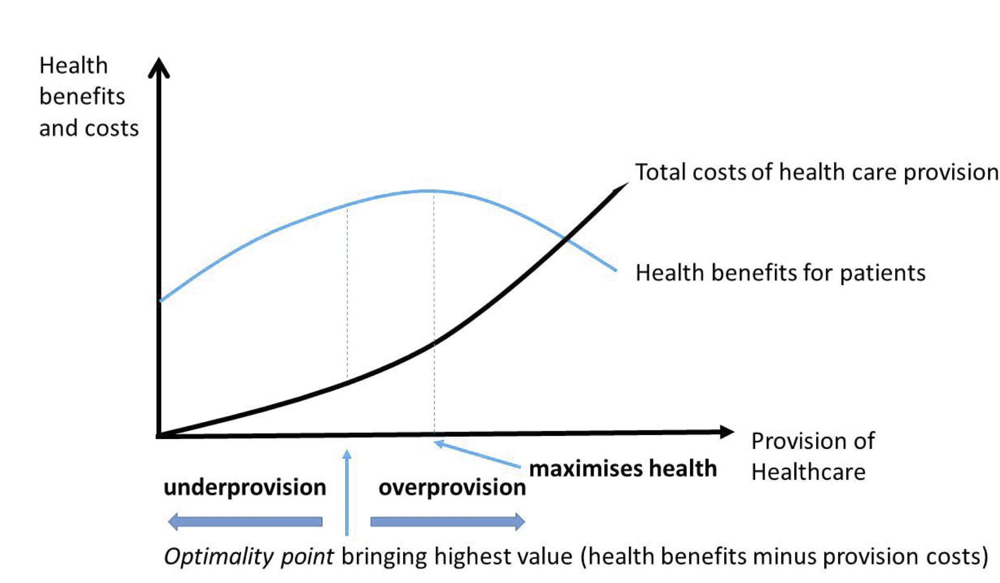 Health
benefits
and costs
Total costs of health care provision
Health benefits for patients
Provision of
Healthcare
maximises health
underprovision
overprovision
Optimality point bringing highest value (health benefits minus provision costs)